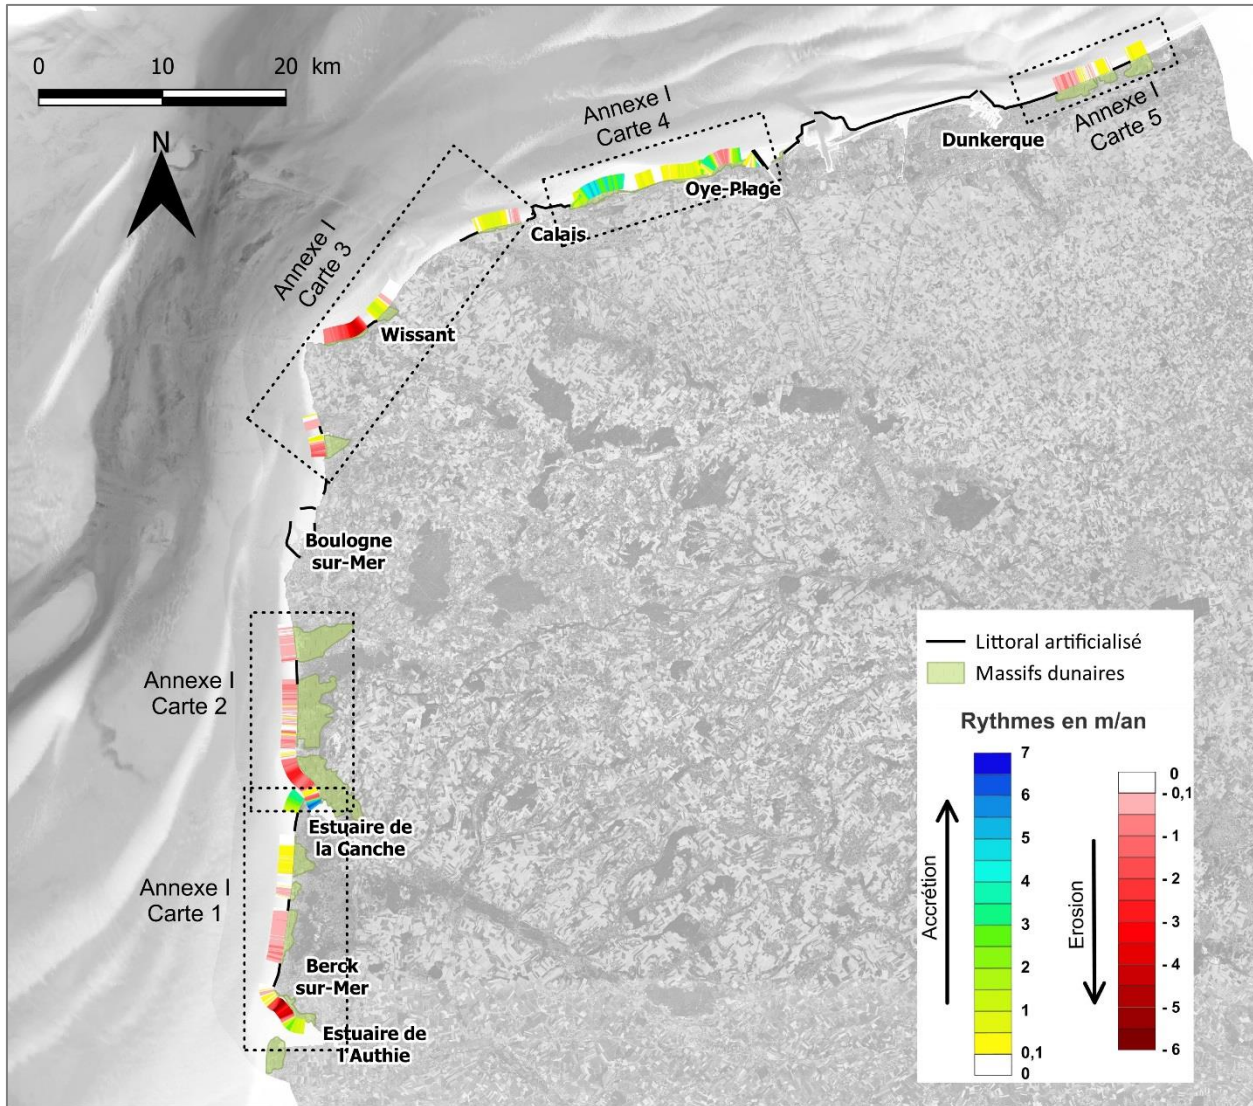 0 10 20 km
N
Annexe I
Carte 4
Annexe I
Carte 5
Dunkerque
Oye-Plage
Calais
Annexe I
Carte 3
Wissant
Boulogne
sur-Mer
Annexe I
Carte 2
Estuaire de
la Canche
Annexe I
Carte 1
Berck
sur-Mer
Estuaire de
l'Authie
Littoral artificialisé
Massifs dunaires
Rythmes en m/an
Accrétion
7
6
5
4
3
2
1
0,1
0
Erosion
0
- 0,1
- 1
- 2
- 3
- 4
- 5
- 6